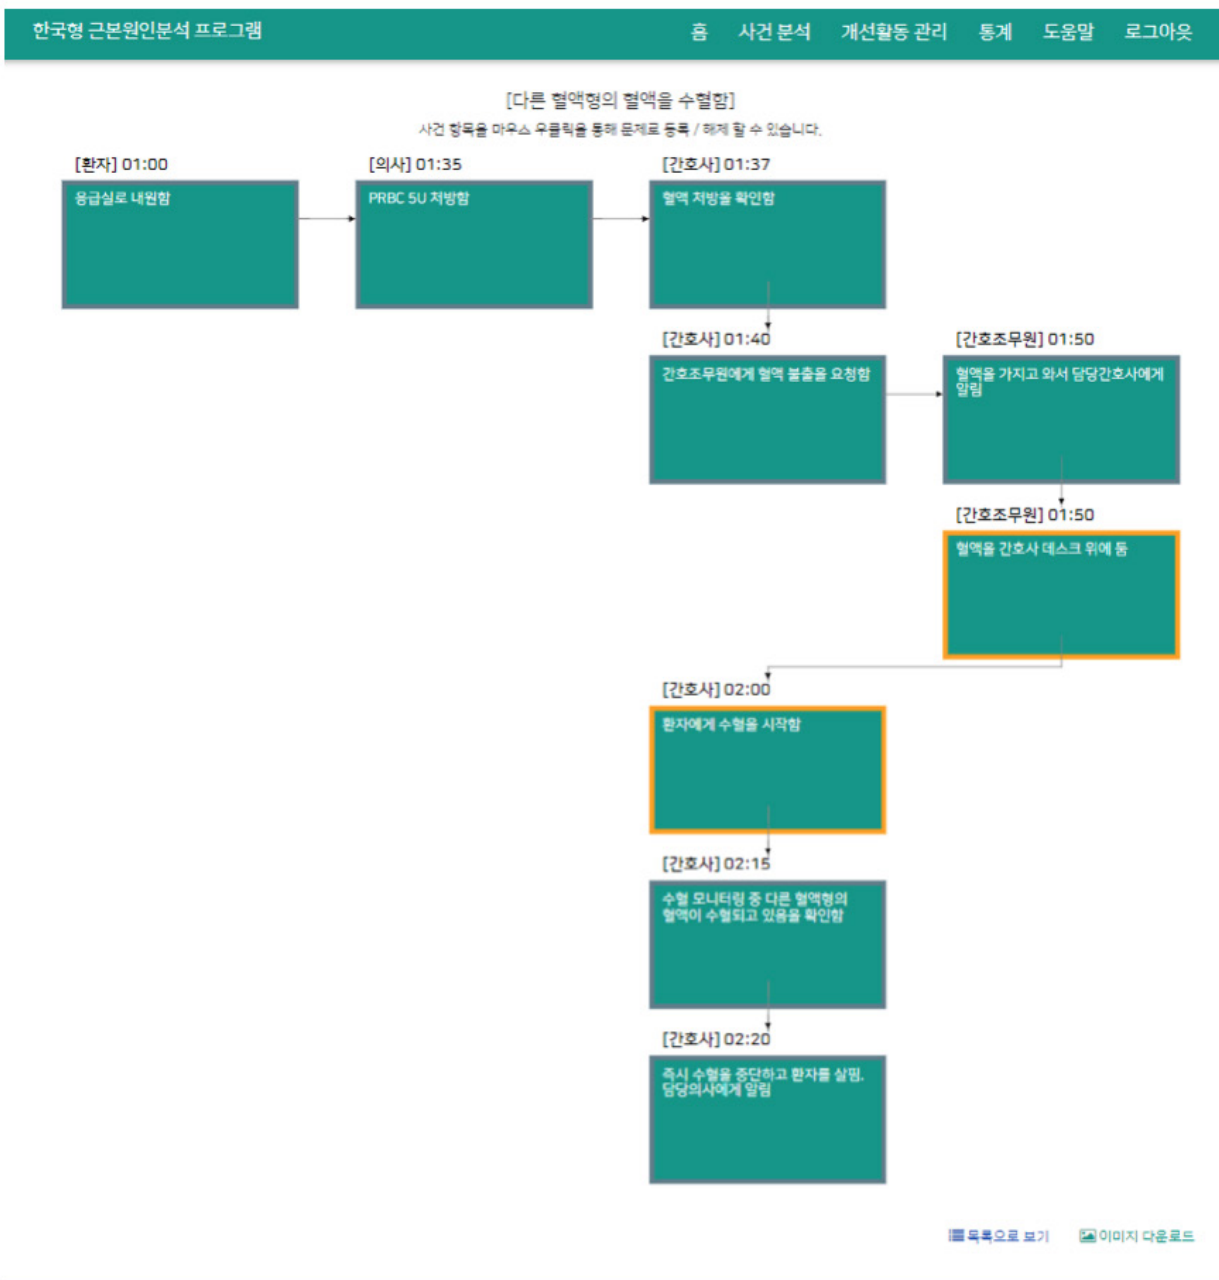 한국형 근본원인분석 프로그램
홈 사건 분석 개선활동 관리 통계 도움말 로그아웃
[다른 혈액형의 혈액을 수혈함]
사건 항목을 마우스 우클릭을 통해 문제로 등록 / 해제 할 수 있습니다.
[환자] 01:00
응급실로 내원함
[의사] 01:35
PRBC 5U 처방함
[간호사] 01:37
혈액 처방을 확인함
[간호사] 01:40
간호조무원에게 혈액 불출을 요청함
[간호조무원] 01:50
혈액을 가지고 와서 담당간호사에게
알림
[간호조무원] 01:50
혈액을 간호사 데스크 위에 둠
[간호사] 02:00
환자에게 수혈을 시작함
[간호사] 02:15
수혈 모니터링 중 다른 혈액형의
혈액이 수혈되고 있음을 확인함
[간호사] 02:20
즉시 수혈을 중단하고 환자를 살핌.
담당의사에게 알림
목록으로 보기
이미지 다운로드